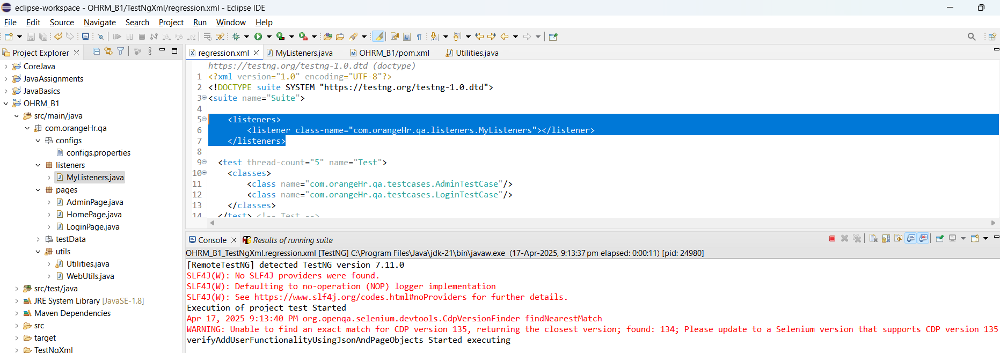 eclipse-workspace - OHRM_B1/TestNgXml/regression.xml - Eclipse IDE
File Edit Source Navigate Search Project Run Window Help
Project Explorer
CoreJava
JavaAssignments
JavaBasics
OHRM_B1
src/main/java
com.orangeHr.qa
configs
configs.properties
listeners
MyListeners.java
pages
AdminPage.java
HomePage.java
LoginPage.java
testData
utils
Utilities.java
WebUtils.java
src/test/java
JRE System Library [JavaSE-1.8]
Maven Dependencies
src
target
TestNgXml
regression.xml MyListeners.java OHRM_B1/pom.xml Utilities.java
https://testng.org/testng-1.0.dtd (doctype)
1 <?xml version="1.0" encoding="UTF-8"?>
2 <!DOCTYPE suite SYSTEM "https://testng.org/testng-1.0.dtd">
3 <suite name="Suite">
4
5 <listeners>
6 <listener class-name="com.orangeHr.qa.listeners.MyListeners"></listener>
7 </listeners>
8
9 <test thread-count="5" name="Test">
10 <classes>
11 <class name="com.orangeHr.qa.testcases.AdminTestCase"/>
12 <class name="com.orangeHr.qa.testcases.LoginTestCase"/>
13 </classes>
14 </test> <!-- Test -->
Console Results of running suite
OHRM_B1_TestNgXml.regression.xml [TestNG] C:\Program Files\Java\jdk-21\bin\javaw.exe (17-Apr-2025, 9:13:37 pm elapsed: 0:00:11) [pid: 24980]
[RemoteTestNG] detected TestNG version 7.11.0
SLF4J(W): No SLF4J providers were found.
SLF4J(W): Defaulting to no-operation (NOP) logger implementation
SLF4J(W): See https://www.slf4j.org/codes.html#noProviders for further details.
Execution of project test Started
Apr 17, 2025 9:13:40 PM org.openqa.selenium.devtools.CdpVersionFinder findNearestMatch
WARNING: Unable to find an exact match for CDP version 135, returning the closest version; found: 134; Please update to a Selenium version that supports CDP version 135
verifyAddUserFunctionalityUsingJsonAndPageObjects Started executing